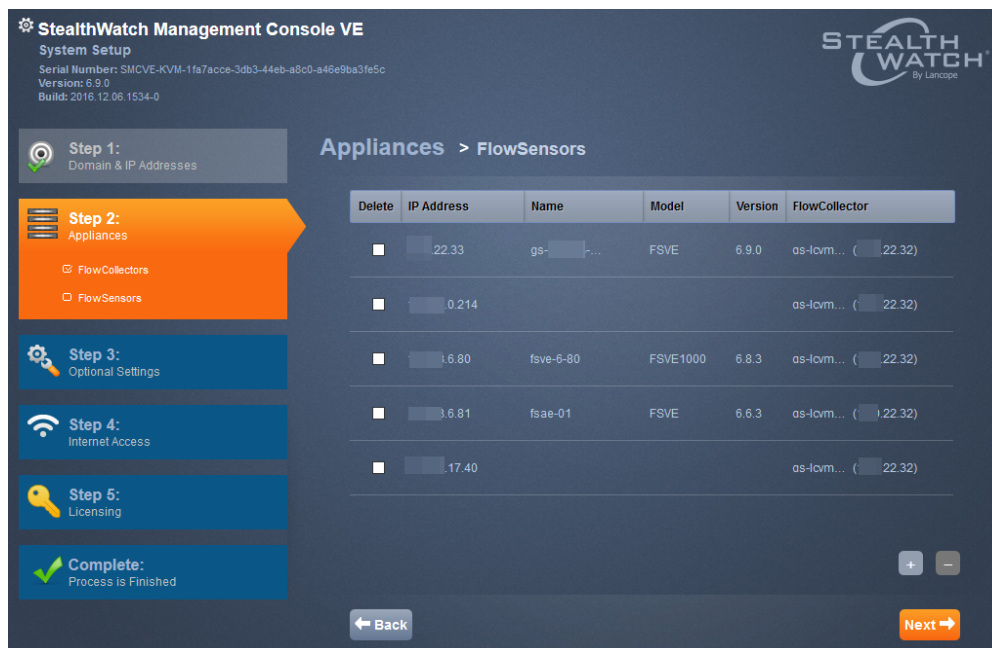 StealthWatch Management Console VE
System Setup
Serial Number: SMCVE-KVM-1fa7acce-3db3-44eb-a8c0-a46e9ba3fe5c
Version: 6.9.0
Build: 2016.12.06.1534-0
STEALTH
WATCH
By Lancope
Step 1:
Domain & IP Addresses
Step 2:
Appliances
FlowCollectors
FlowSensors
Step 3:
Optional Settings
Step 4:
Internet Access
Step 5:
Licensing
Complete:
Process is Finished
Appliances > FlowSensors
Delete IP Address Name Model Version FlowCollector
.22.33 gs- -... FSVE 6.9.0 gs-lcvm... ( .22.32)
.0.214 gs-lcvm... ( 22.32)
.6.80 fsve-6-80 FSVE1000 6.8.3 gs-lcvm... ( .22.32)
.6.81 fsae-01 FSVE 6.6.3 gs-lcvm... ( .22.32)
.17.40 gs-lcvm... ( 22.32)
+ −
Back
Next